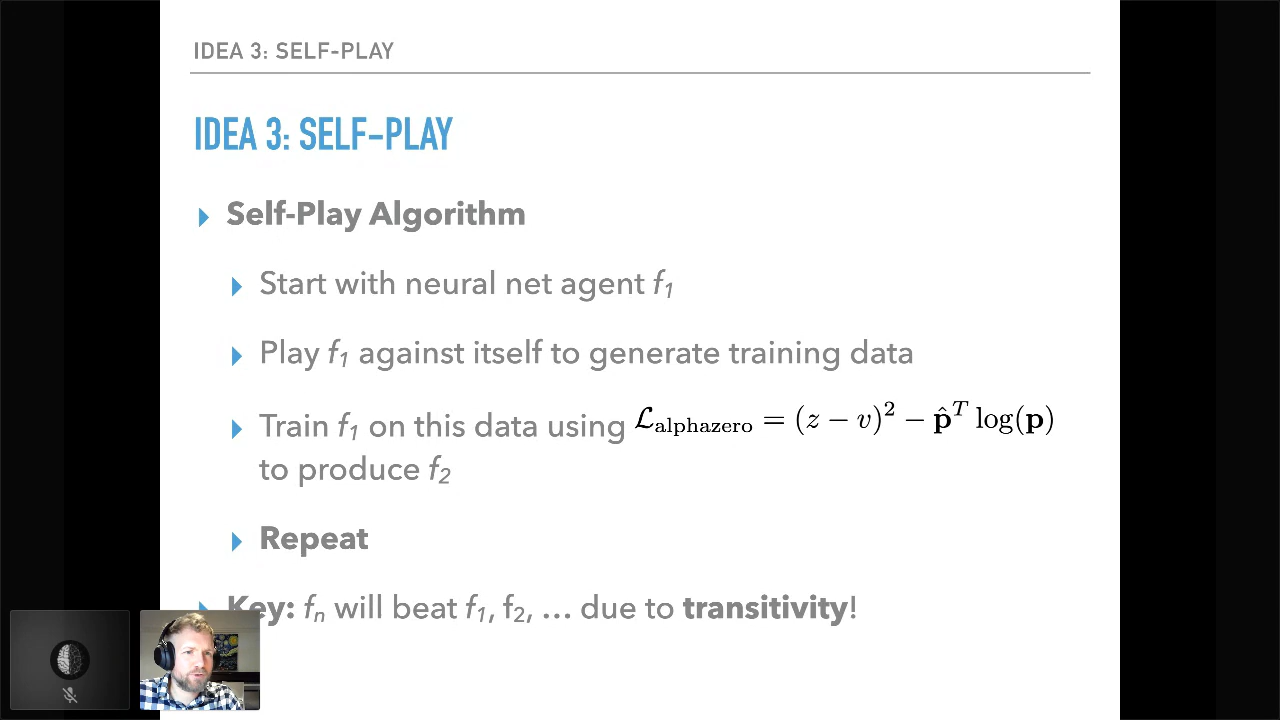 IDEA 3: SELF-PLAY
IDEA 3: SELF-PLAY
Self-Play Algorithm
Start with neural net agent f₁
Play f₁ against itself to generate training data
Train f₁ on this data using ℒ_alphazero = (z − v)² − p̂ᵀ log(p)
to produce f₂
Repeat
Key: fₙ will beat f₁, f₂, … due to transitivity!